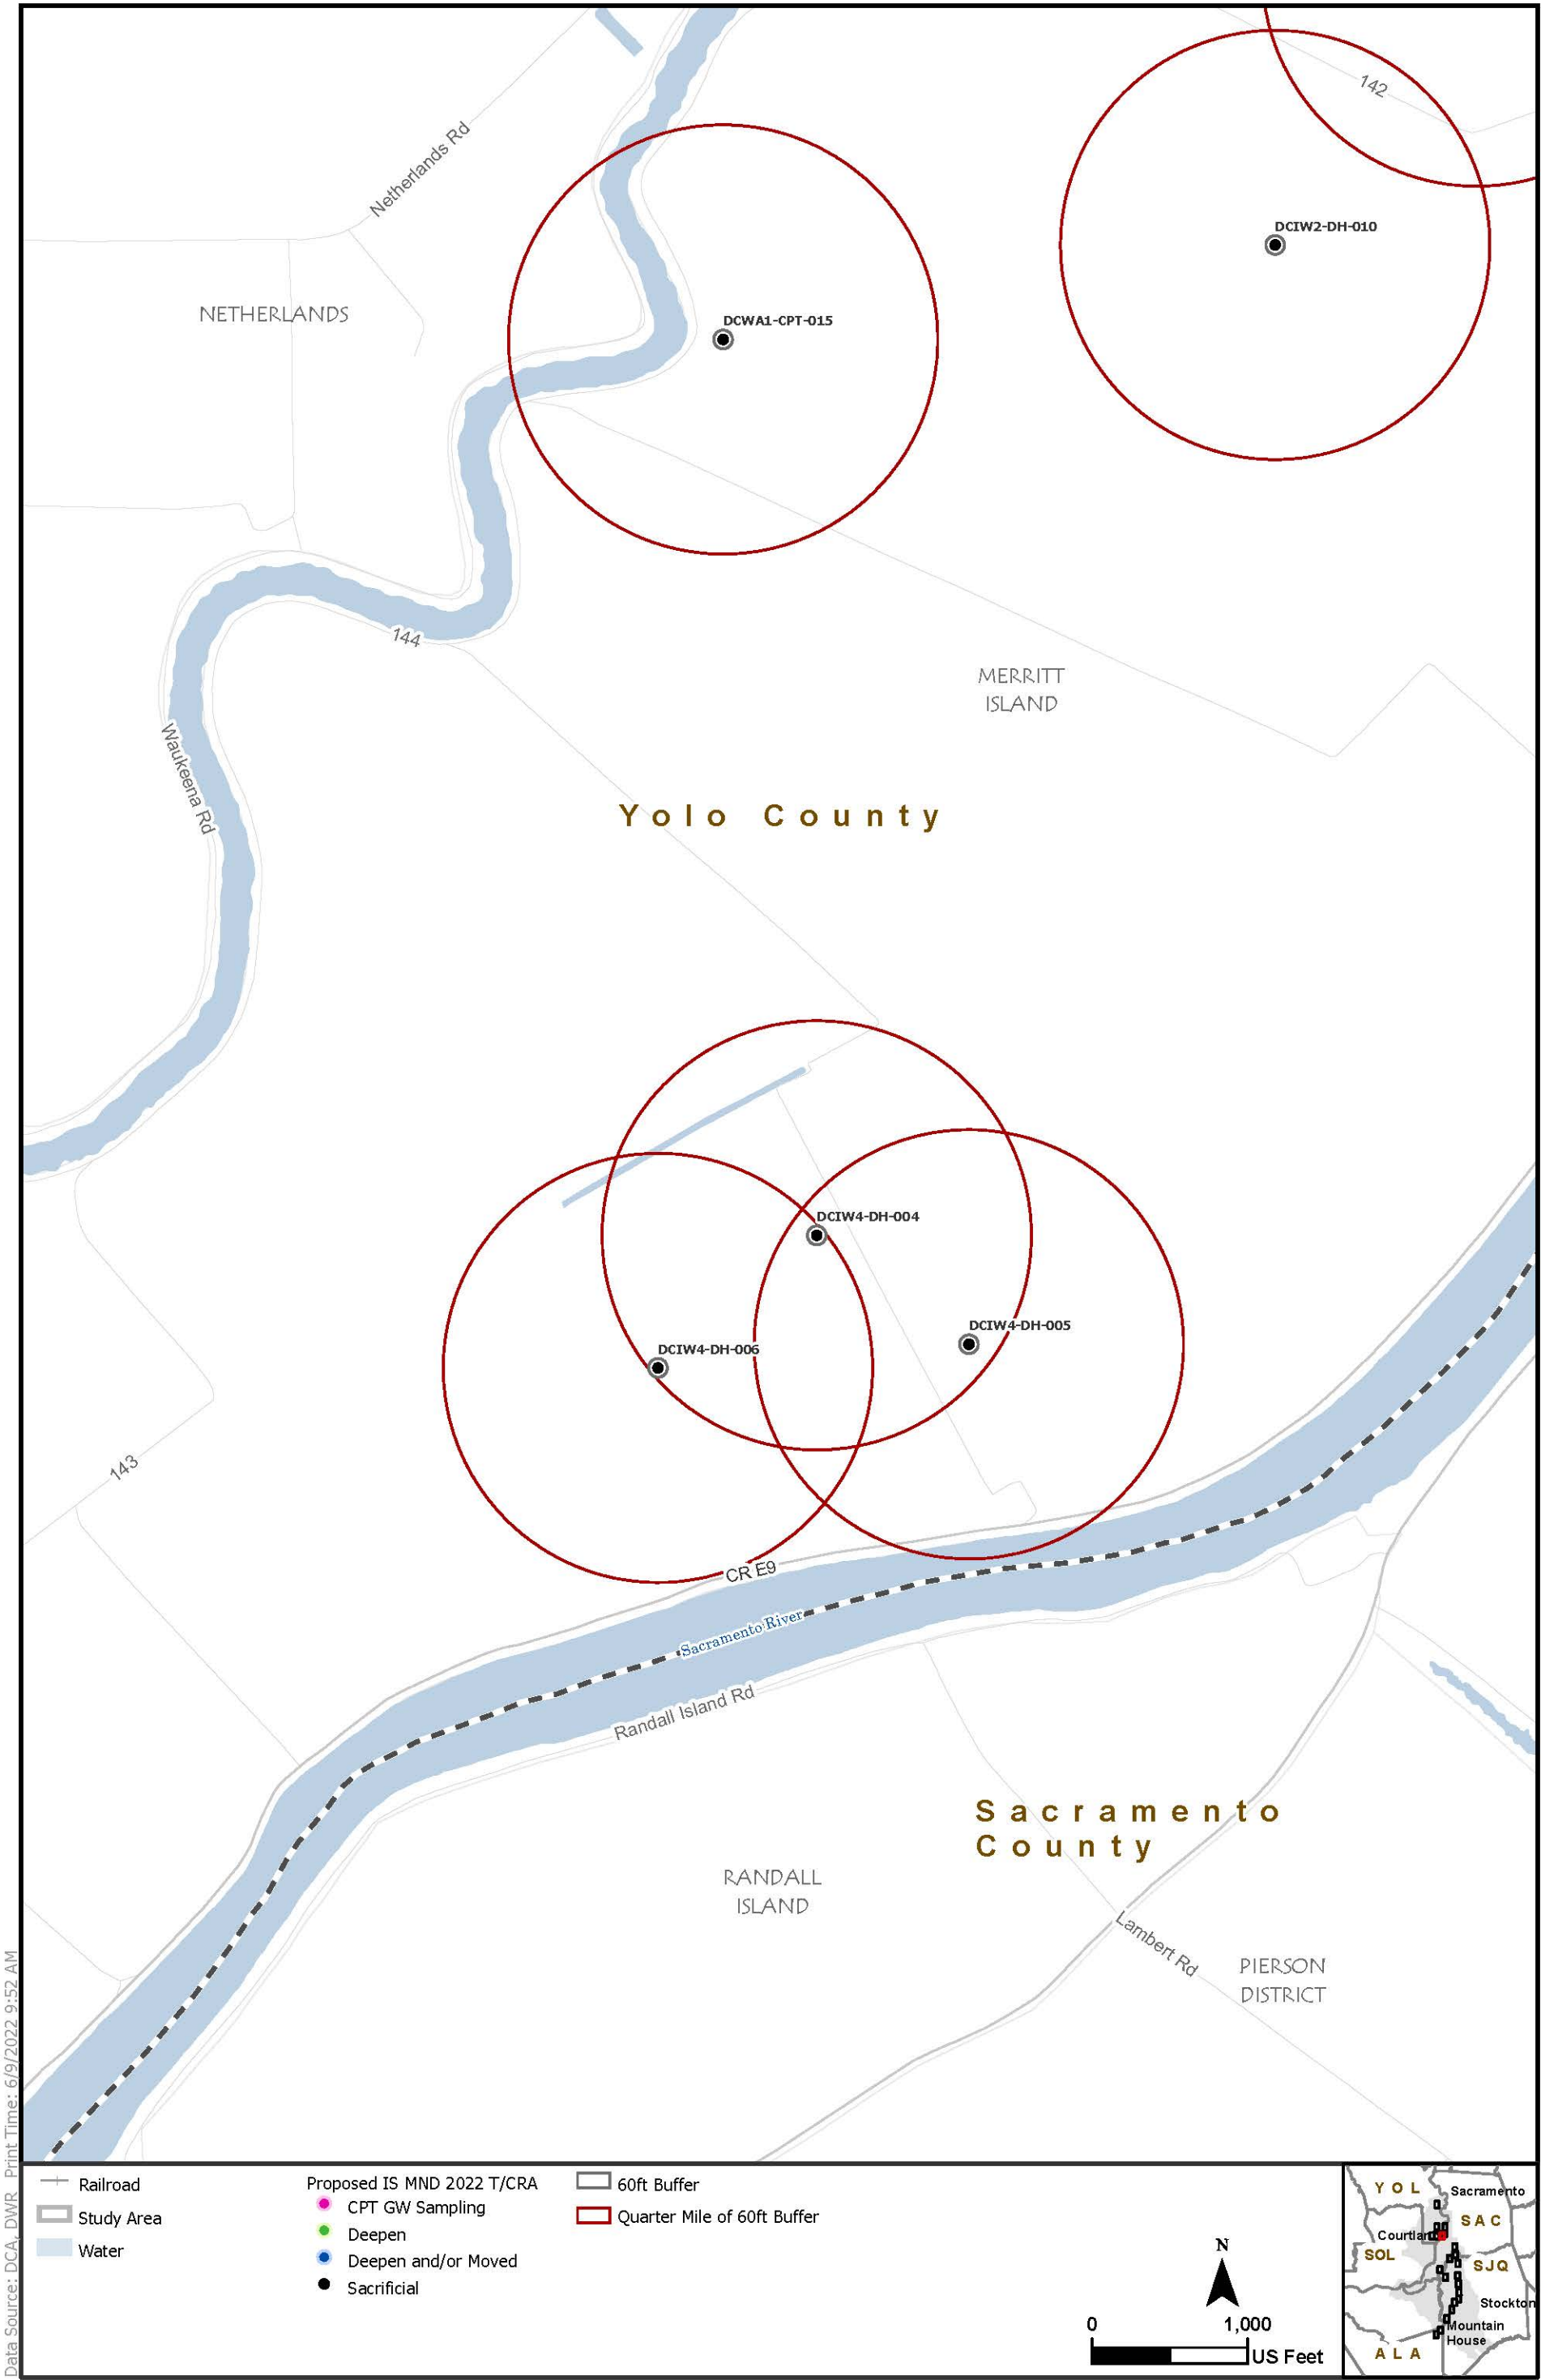 142
Netherlands Rd
DCIW2-DH-010
NETHERLANDS
DCWA1-CPT-015
144
MERRITT
ISLAND
Waukeena Rd
Yolo County
DCIW4-DH-004
DCIW4-DH-005
DCIW4-DH-006
143
CR E9
Sacramento River
Randall Island Rd
Sacramento
County
RANDALL
ISLAND
Lambert Rd
PIERSON
DISTRICT
Data Source: DCA, DWR Print Time: 6/9/2022 9:52 AM
Railroad
Study Area
Water
Proposed IS MND 2022 T/CRA
CPT GW Sampling
Deepen
Deepen and/or Moved
Sacrificial
60ft Buffer
Quarter Mile of 60ft Buffer
N
0 1,000
US Feet
YOL
Sacramento
SAC
Courtlan
SOL
SJQ
Stockton
Mountain
House
ALA